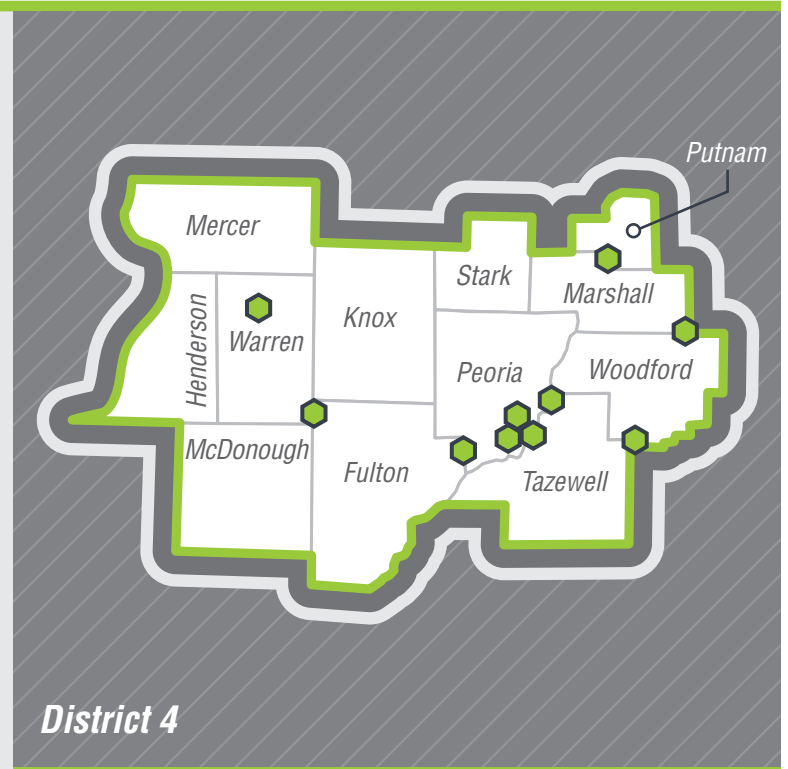 Putnam
Mercer
Stark
Marshall
Henderson
Knox
Warren
Peoria
Woodford
McDonough
Fulton
Tazewell
District 4